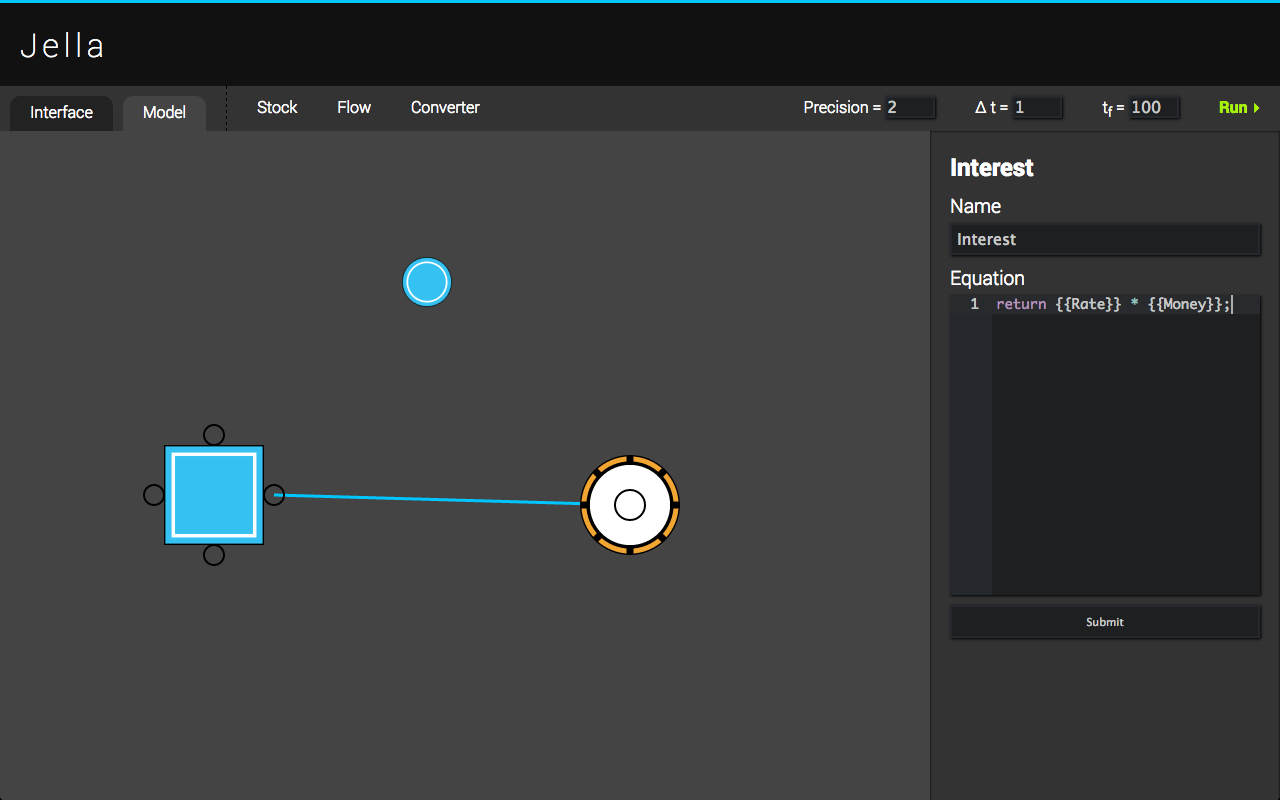 Jella
Interface Model Stock Flow Converter Precision = 2 Δ t = 1 tf = 100 Run
Interest
Name
Interest
Equation
1 return {{Rate}} * {{Money}};
Submit